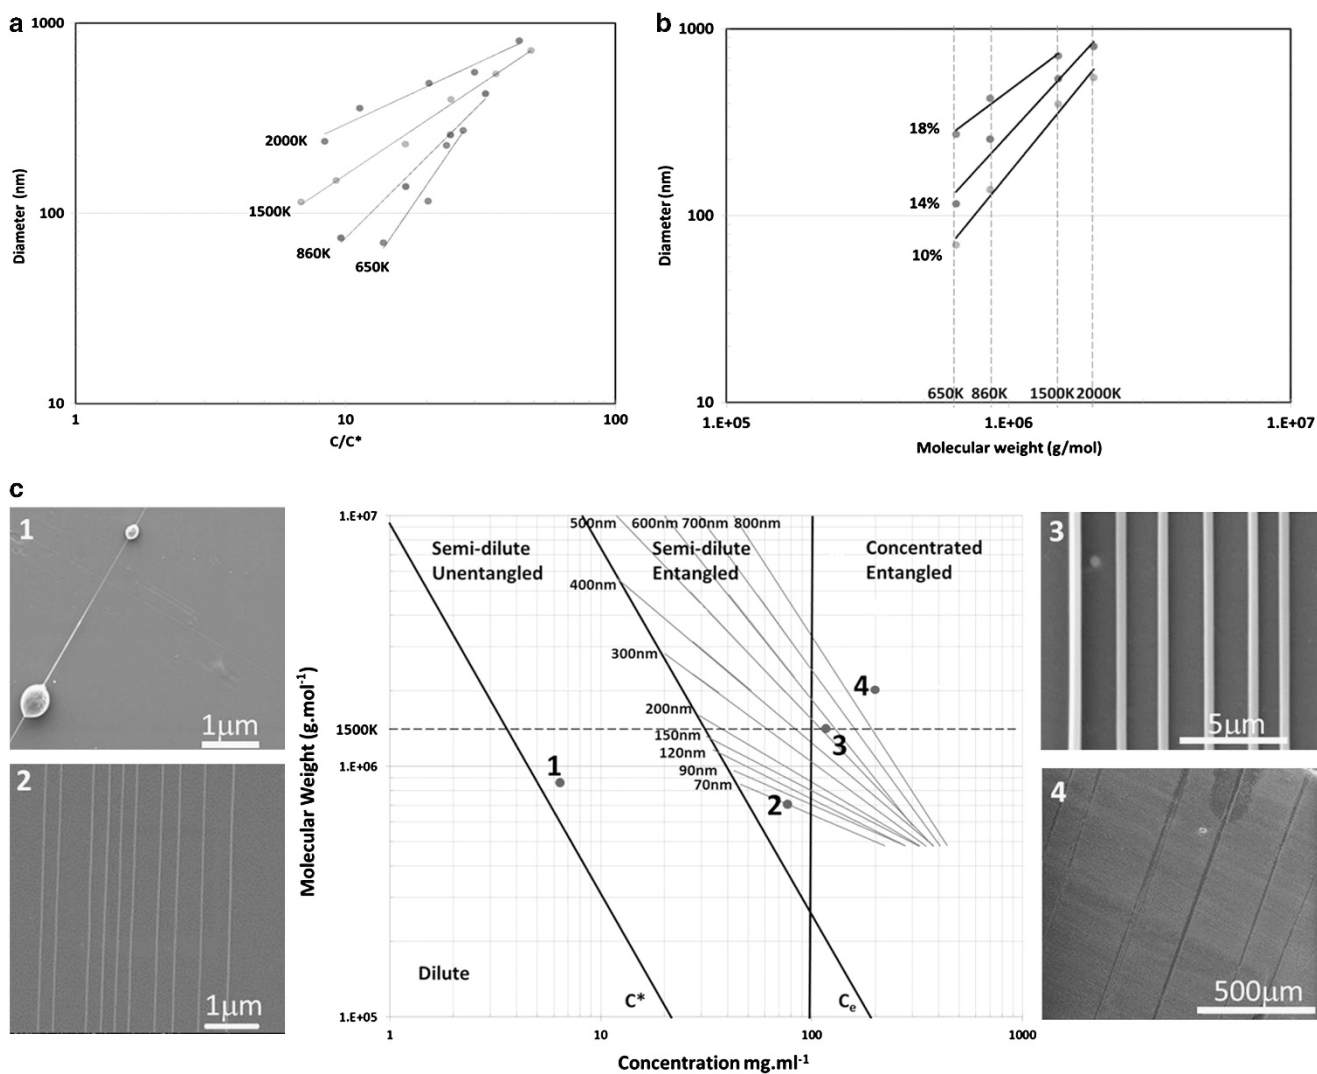 a
1000
100
10
Diameter (nm)
2000K
1500K
860K
650K
1
10
100
C/C*
b
1000
100
10
Diameter (nm)
18%
14%
10%
650K
860K
1500K
2000K
1.E+05
1.E+06
1.E+07
Molecular weight (g/mol)
c
1
1μm
2
1μm
Molecular Weight (g.mol-1)
1.E+07
1500K
1.E+06
1.E+05
Semi-dilute
Unentangled
Semi-dilute
Entangled
Concentrated
Entangled
500nm
600nm
700nm
800nm
400nm
300nm
200nm
150nm
120nm
90nm
70nm
1
2
3
4
Dilute
C*
Ce
1
10
100
1000
Concentration mg.ml-1
3
5μm
4
500μm